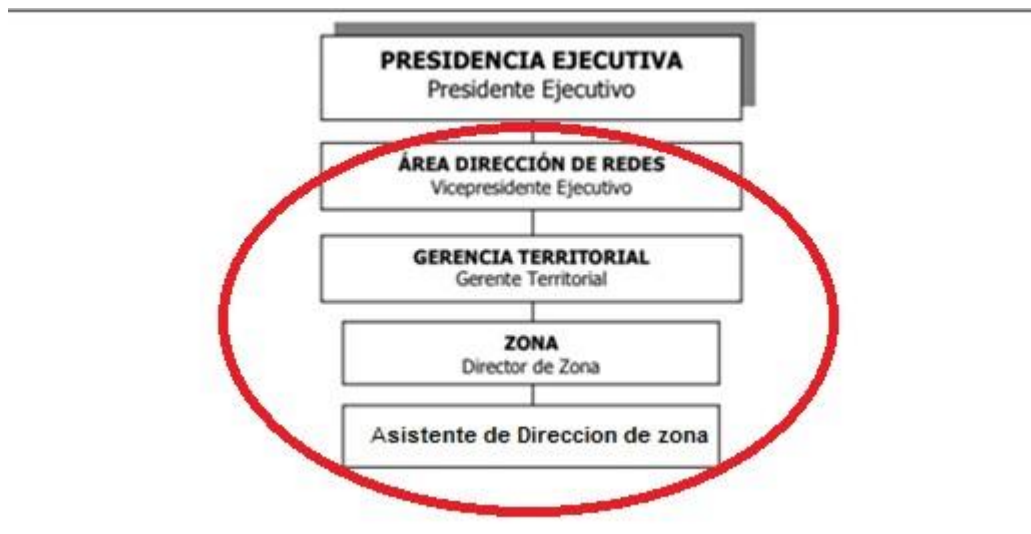 PRESIDENCIA EJECUTIVA
Presidente Ejecutivo
ÁREA DIRECCIÓN DE REDES
Vicepresidente Ejecutivo
GERENCIA TERRITORIAL
Gerente Territorial
ZONA
Director de Zona
Asistente de Direccion de zona